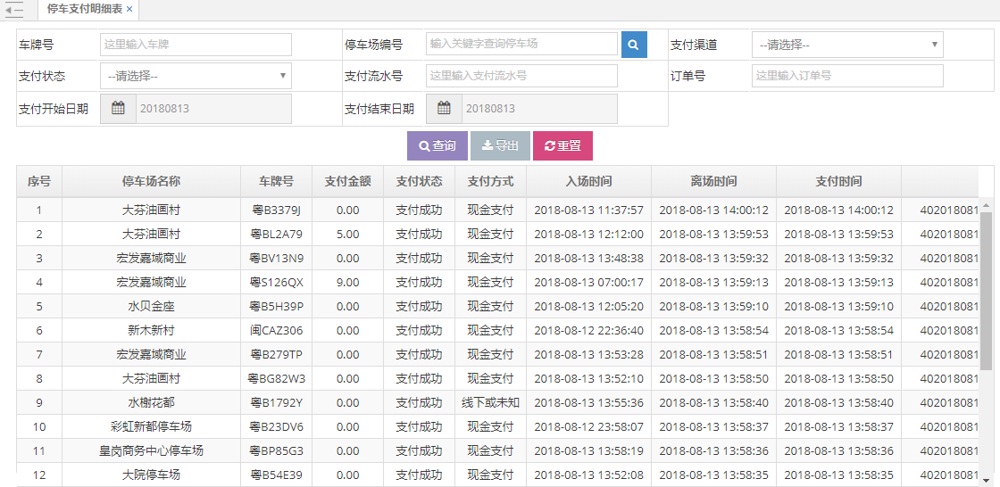 停车支付明细表 ×
车牌号 这里输入车牌 停车场编号 输入关键字查询停车场 支付渠道 --请选择--
支付状态 --请选择-- 支付流水号 这里输入支付流水号 订单号 这里输入订单号
支付开始日期 20180813 支付结束日期 20180813
查询 导出 重置
序号 停车场名称 车牌号 支付金额 支付状态 支付方式 入场时间 离场时间 支付时间
1 大芬油画村 粤B3379J 0.00 支付成功 现金支付 2018-08-13 11:37:57 2018-08-13 14:00:12 2018-08-13 14:00:12 402018081
2 大芬油画村 粤BL2A79 5.00 支付成功 现金支付 2018-08-13 12:12:00 2018-08-13 13:59:53 2018-08-13 13:59:53 402018081
3 宏发嘉域商业 粤BV13N9 0.00 支付成功 现金支付 2018-08-13 13:48:38 2018-08-13 13:59:32 2018-08-13 13:59:32 402018081
4 宏发嘉域商业 粤S126QX 9.00 支付成功 现金支付 2018-08-13 07:00:17 2018-08-13 13:59:13 2018-08-13 13:59:13 402018081
5 水贝金座 粤B5H39P 0.00 支付成功 现金支付 2018-08-13 12:05:20 2018-08-13 13:59:10 2018-08-13 13:59:10 402018081
6 新木新村 闽CAZ306 0.00 支付成功 现金支付 2018-08-12 22:36:40 2018-08-13 13:58:54 2018-08-13 13:58:54 402018081
7 宏发嘉域商业 粤B279TP 0.00 支付成功 现金支付 2018-08-13 13:53:28 2018-08-13 13:58:51 2018-08-13 13:58:51 402018081
8 大芬油画村 粤BG82W3 0.00 支付成功 现金支付 2018-08-13 13:52:10 2018-08-13 13:58:50 2018-08-13 13:58:50 402018081
9 水榭花都 粤B1792Y 0.00 支付成功 线下或未知 2018-08-13 13:55:36 2018-08-13 13:58:40 2018-08-13 13:58:40 402018081
10 彩虹新都停车场 粤B23DV6 0.00 支付成功 现金支付 2018-08-12 23:58:07 2018-08-13 13:58:37 2018-08-13 13:58:37 402018081
11 皇岗商务中心停车场 粤BP85G3 0.00 支付成功 现金支付 2018-08-13 13:58:19 2018-08-13 13:58:36 2018-08-13 13:58:36 402018081
12 大院停车场 粤B54E39 0.00 支付成功 现金支付 2018-08-13 13:52:08 2018-08-13 13:58:35 2018-08-13 13:58:35 402018081